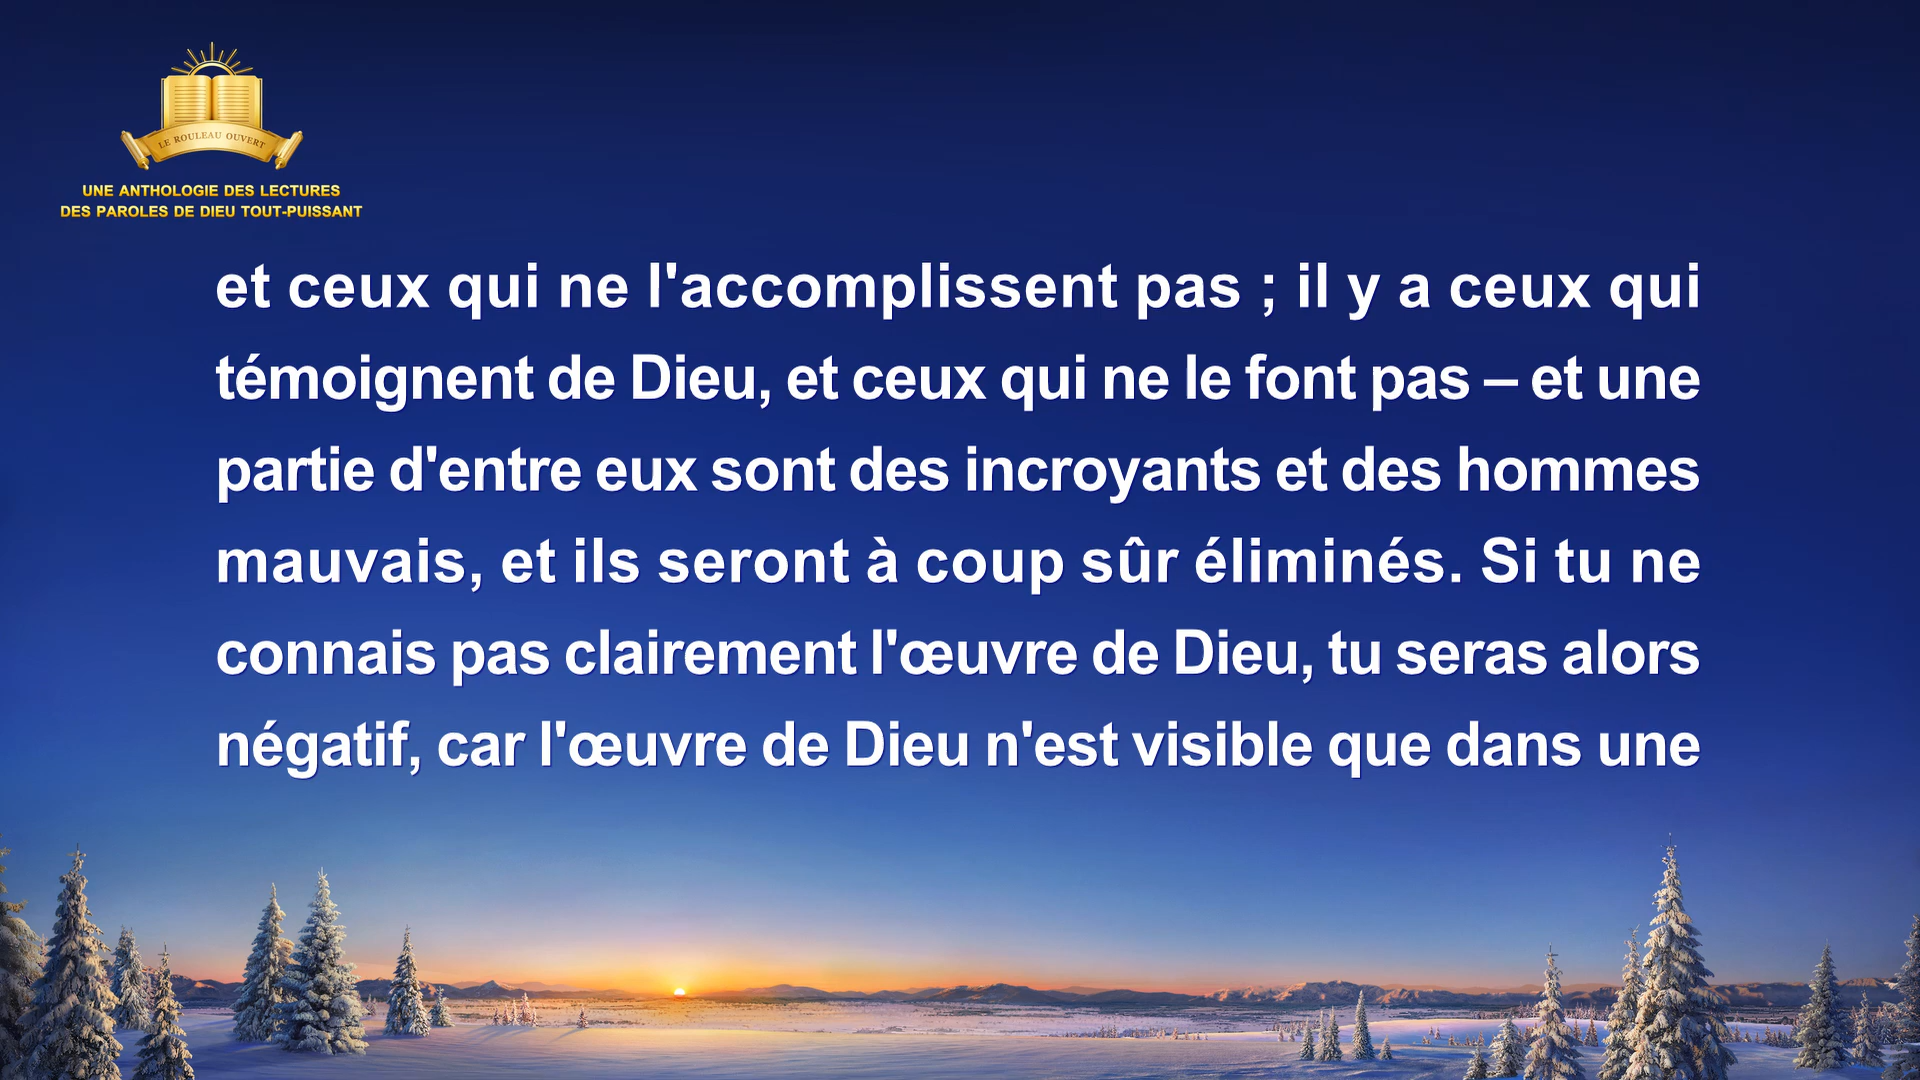 LE ROULEAU OUVERT
UNE ANTHOLOGIE DES LECTURES
DES PAROLES DE DIEU TOUT-PUISSANT
et ceux qui ne l'accomplissent pas ; il y a ceux qui
témoignent de Dieu, et ceux qui ne le font pas – et une
partie d'entre eux sont des incroyants et des hommes
mauvais, et ils seront à coup sûr éliminés. Si tu ne
connais pas clairement l'œuvre de Dieu, tu seras alors
négatif, car l'œuvre de Dieu n'est visible que dans une